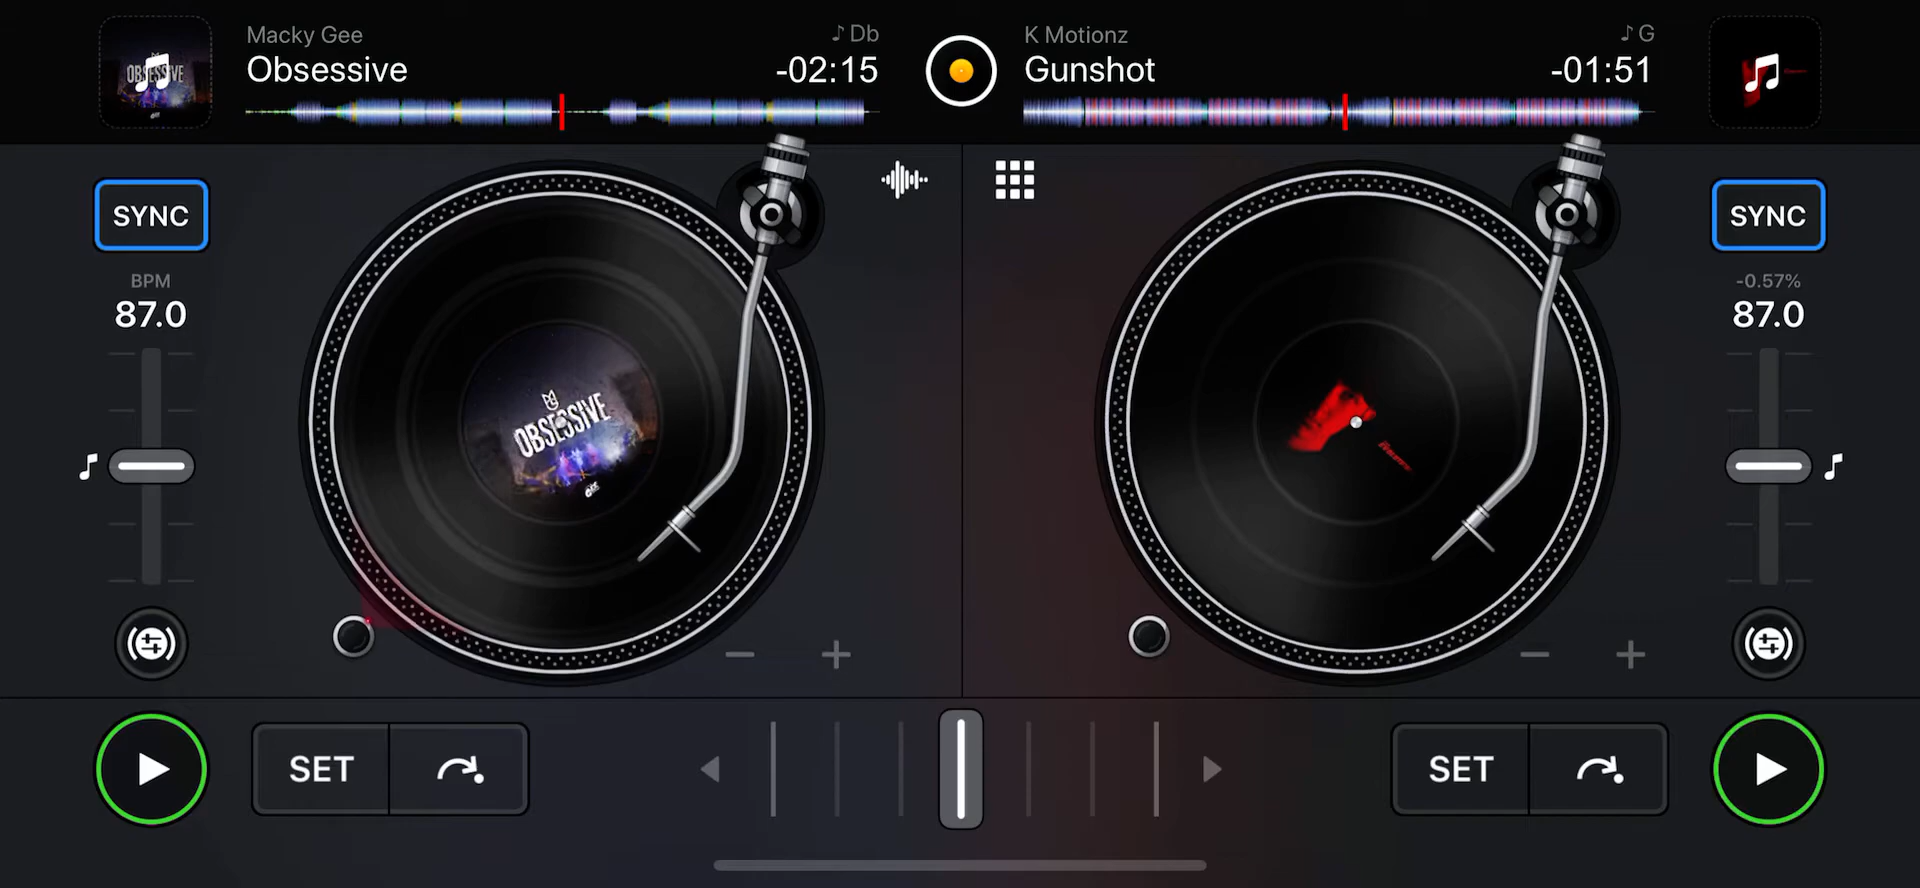 Macky Gee
Obsessive
♪ Db
-02:15
K Motionz
Gunshot
♪ G
-01:51
OBSESSIVE
SYNC
BPM
87.0
OBSESSIVE
SYNC
-0.57%
87.0
SET
SET